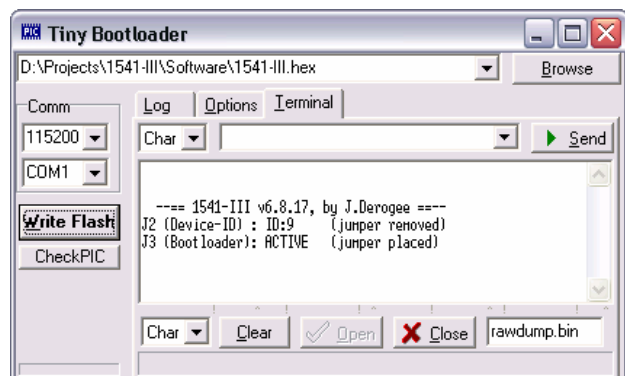 PIC Tiny Bootloader
D:\Projects\1541-III\Software\1541-III.hex Browse
Comm Log Options Terminal
115200 Char Send
COM1
--== 1541-III v6.8.17, by J.Derogee ==--
Write Flash J2 (Device-ID) : ID:9 (jumper removed)
J3 (Bootloader): ACTIVE (jumper placed)
CheckPIC
Char Clear Open Close rawdump.bin